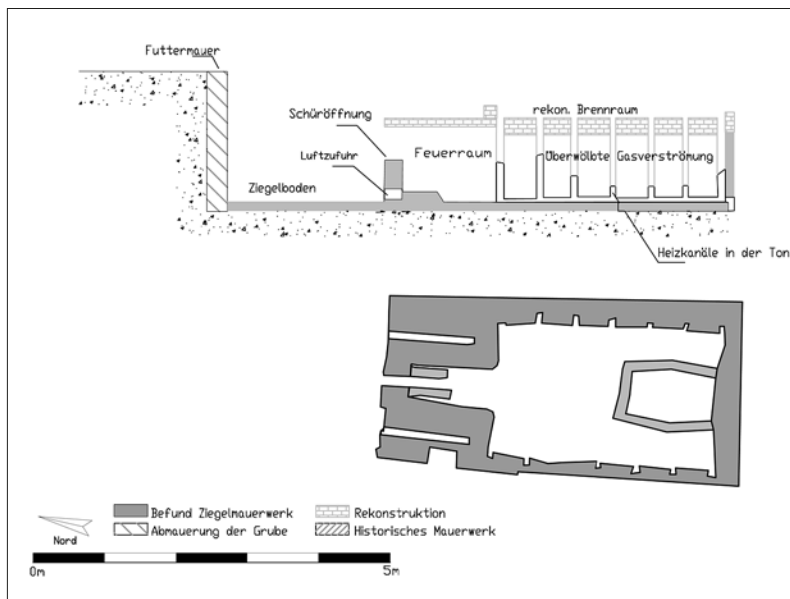 Futtermauer
Schüröffnung
rekon. Brennraum
Luftzufuhr
Feuerraum
Überwölbte Gasverströmung
Ziegelboden
Heizkanäle in der Ton
Befund Ziegelmauerwerk
Rekonstruktion
Abmauerung der Grube
Historisches Mauerwerk
Nord
0m
5m